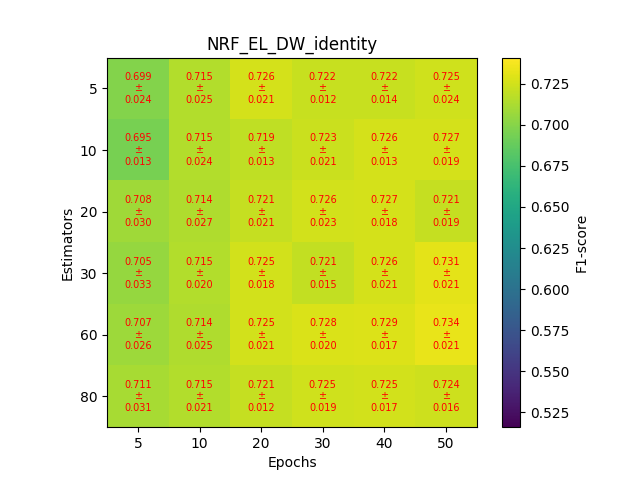 NRF_EL_DW_identity
5
0.699 0.715 0.726 0.722 0.722 0.725
± ± ± ± ± ±
0.024 0.025 0.021 0.012 0.014 0.024
10
0.695 0.715 0.719 0.723 0.726 0.727
± ± ± ± ± ±
0.013 0.024 0.013 0.021 0.013 0.019
20
0.708 0.714 0.721 0.726 0.727 0.721
± ± ± ± ± ±
0.030 0.027 0.021 0.023 0.018 0.019
30
0.705 0.715 0.725 0.721 0.726 0.731
± ± ± ± ± ±
0.033 0.020 0.018 0.015 0.021 0.021
60
0.707 0.714 0.725 0.728 0.729 0.734
± ± ± ± ± ±
0.026 0.025 0.021 0.020 0.017 0.021
80
0.711 0.715 0.721 0.725 0.725 0.724
± ± ± ± ± ±
0.031 0.021 0.012 0.019 0.017 0.016
5 10 20 30 40 50
Epochs
Estimators
0.725
0.700
0.675
0.650
0.625
0.600
0.575
0.550
0.525
F1-score